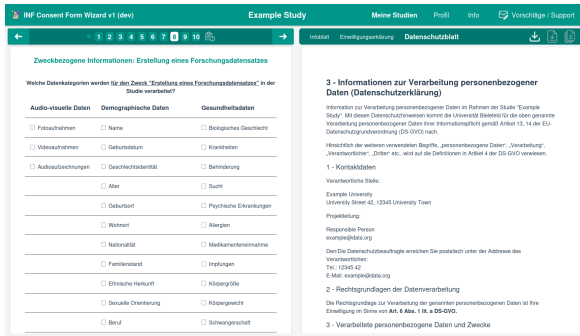 INF Consent Form Wizard v1 (dev)
Example Study
Meine Studien
Profil
Info
Vorschläge / Support
1 2 3 4 5 6 7 8 9 10
Infoblatt
Einwilligungserklärung
Datenschutzblatt
Zweckbezogene Informationen: Erstellung eines Forschungsdatensatzes
Welche Datenkategorien werden für den Zweck "Erstellung eines Forschungsdatensatzes" in der
Studie verarbeitet?
Audio-visuelle Daten
Demographische Daten
Gesundheitsdaten
Fotoaufnahmen
Name
Biologisches Geschlecht
Videoaufnahmen
Geburtsdatum
Krankheiten
Audioaufzeichnungen
Geschlechtsidentität
Behinderung
Alter
Sucht
Geburtsort
Psychische Erkrankungen
Wohnort
Allergien
Nationalität
Medikamenteneinnahme
Familienstand
Impfungen
Ethnische Herkunft
Körpergröße
Sexuelle Orientierung
Körpergewicht
Beruf
Schwangerschaft
3 - Informationen zur Verarbeitung personenbezogener
Daten (Datenschutzerklärung)
Information zur Verarbeitung personenbezogener Daten im Rahmen der Studie "Example
Study". Mit diesen Datenschutzhinweisen kommt die Universität Bielefeld für die oben genannte
Verarbeitung personenbezogener Daten ihrer Informationspflicht gemäß Artikel 13, 14 der EU-
Datenschutzgrundverordnung (DS-GVO) nach.
Hinsichtlich der weiteren verwendeten Begriffe, „personenbezogene Daten", „Verarbeitung",
„Verantwortlicher", „Dritter" etc., wird auf die Definitionen in Artikel 4 der DS-GVO verwiesen.
1 - Kontaktdaten
Verantwortliche Stelle:
Example University
University Street 42, 12345 University Town
Projektleitung:
Responsible Person
example@data.org
Den/Die Datenschutzbeauftragte erreichen Sie postalisch unter der Address des
Verantwortlichen:
Tel.: 12345 42
E-Mail: example@data.org
2 - Rechtsgrundlagen der Datenverarbeitung
Die Rechtsgrundlage zur Verarbeitung der genannten personenbezogenen Daten ist Ihre
Einwilligung im Sinne von Art. 6 Abs. 1 lit. a DS-GVO.
3 - Verarbeitete personenbezogene Daten und Zwecke